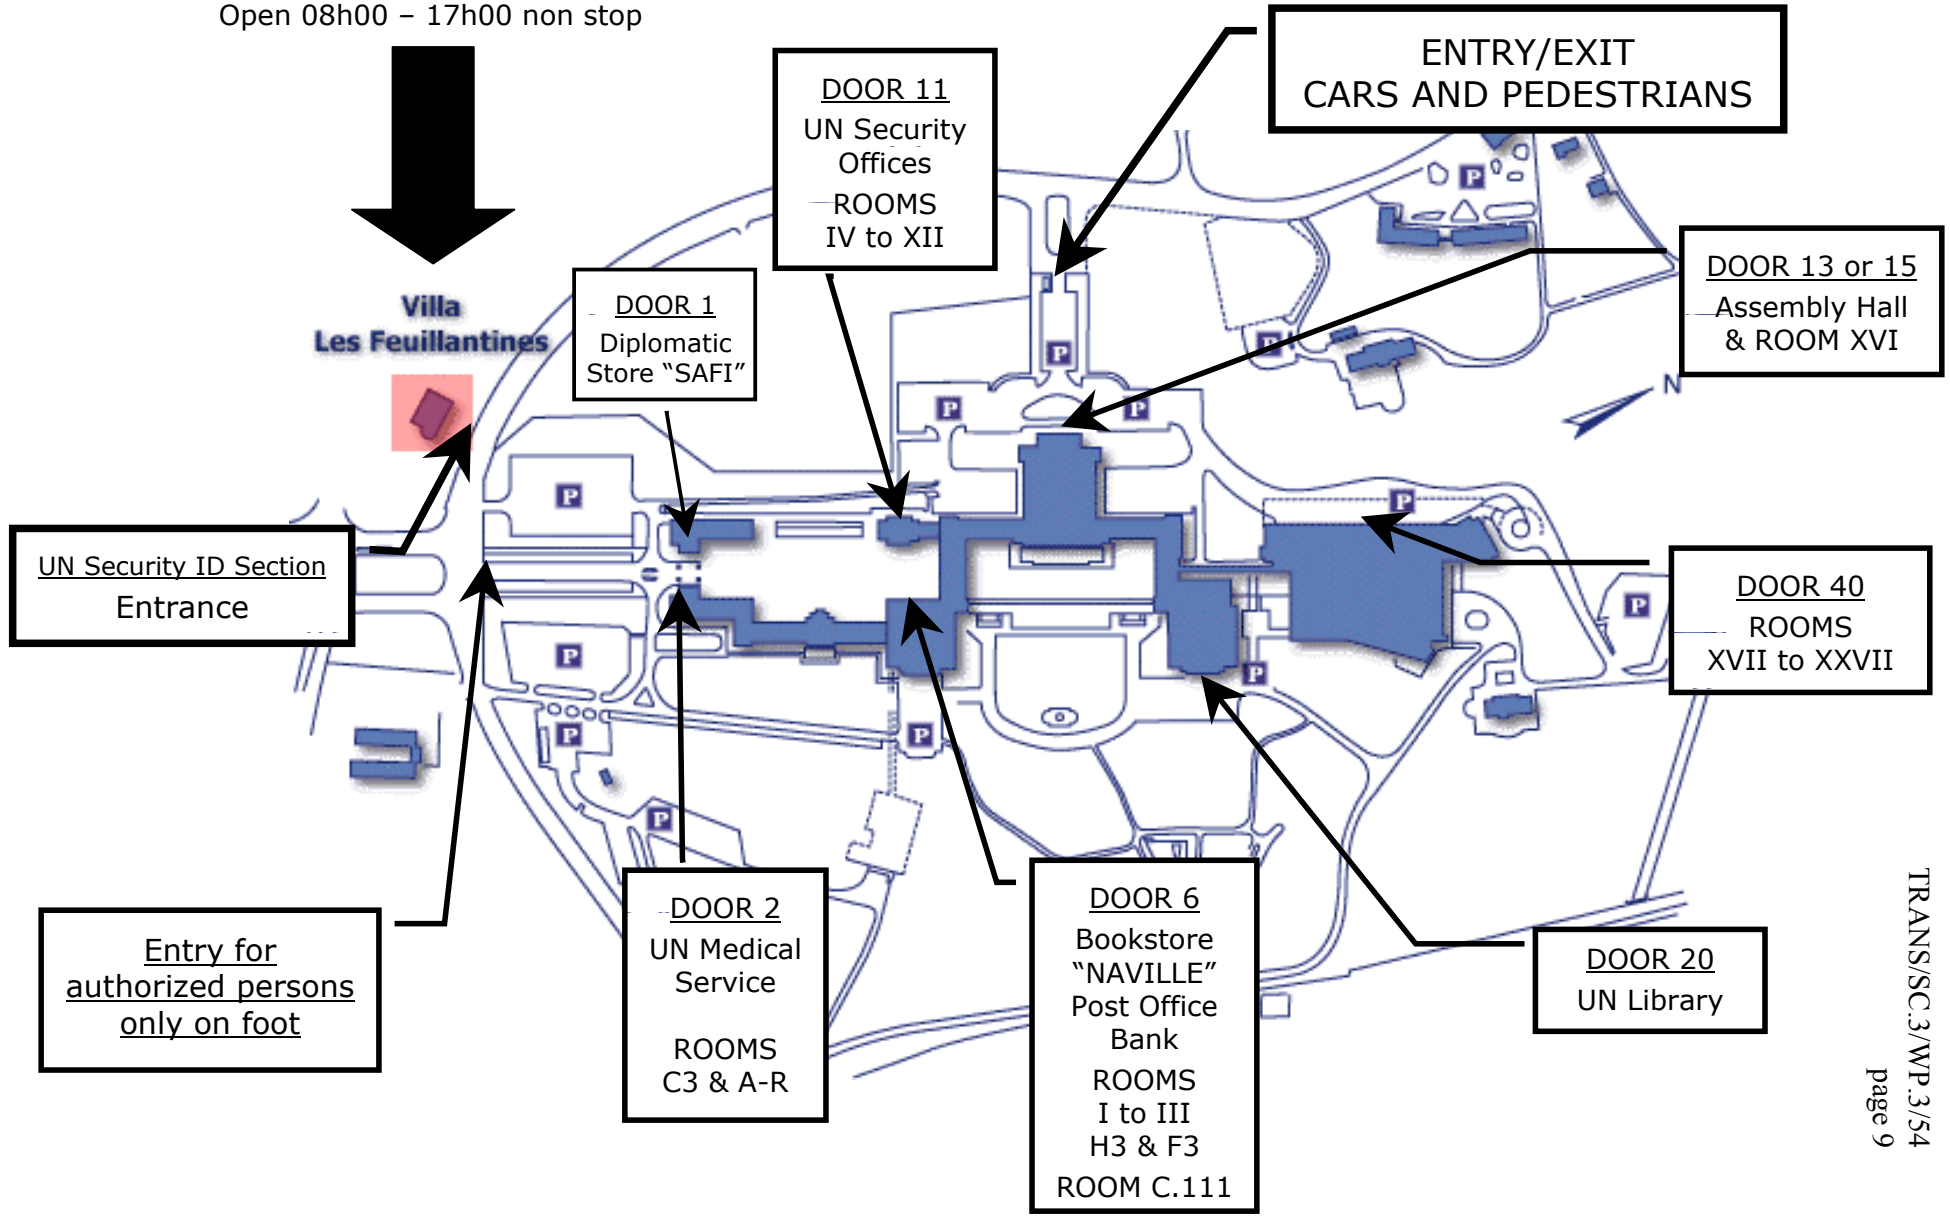 Open 08h00 – 17h00 non stop
ENTRY/EXIT
CARS AND PEDESTRIANS
DOOR 11
UN Security
Offices
ROOMS
IV to XII
DOOR 13 or 15
Assembly Hall
& ROOM XVI
DOOR 1
Diplomatic
Store “SAFI”
Villa
Les Feuillantines
P
P
P
P
P
N
P
P
UN Security ID Section
Entrance
DOOR 40
ROOMS
XVII to XXVII
P
P
P
P
P
P
Entry for
authorized persons
only on foot
DOOR 2
UN Medical
Service
ROOMS
C3 & A-R
DOOR 6
Bookstore
“NAVILLE”
Post Office
Bank
ROOMS
I to III
H3 & F3
ROOM C.111
DOOR 20
UN Library
TRANS/SC.3/WP.3/54
page 9